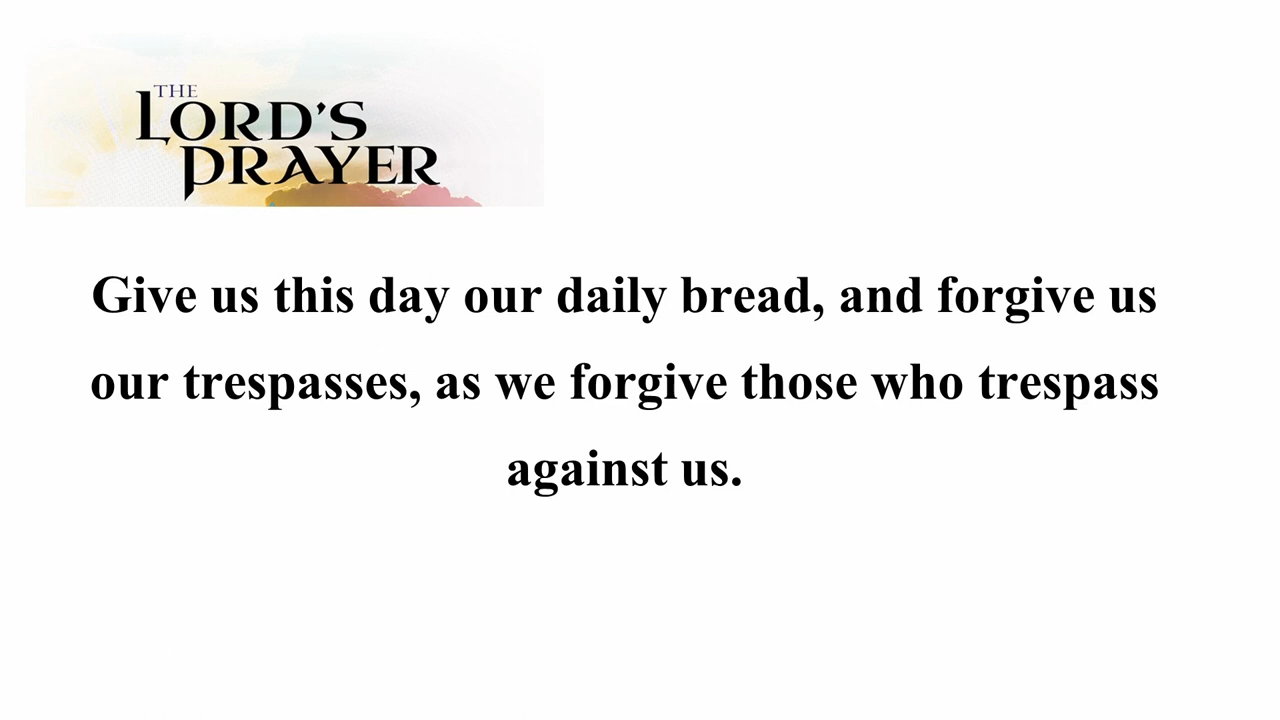 THE
LORD'S
PRAYER
Give us this day our daily bread, and forgive us
our trespasses, as we forgive those who trespass
against us.